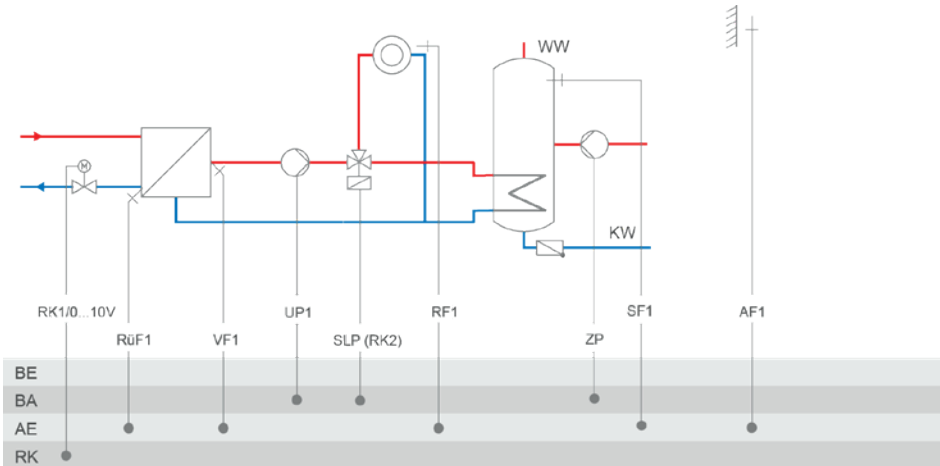 WW
M
KW
RK1/0...10V
UP1
RF1
SF1
AF1
RüF1
VF1
SLP (RK2)
ZP
BE
BA
AE
RK